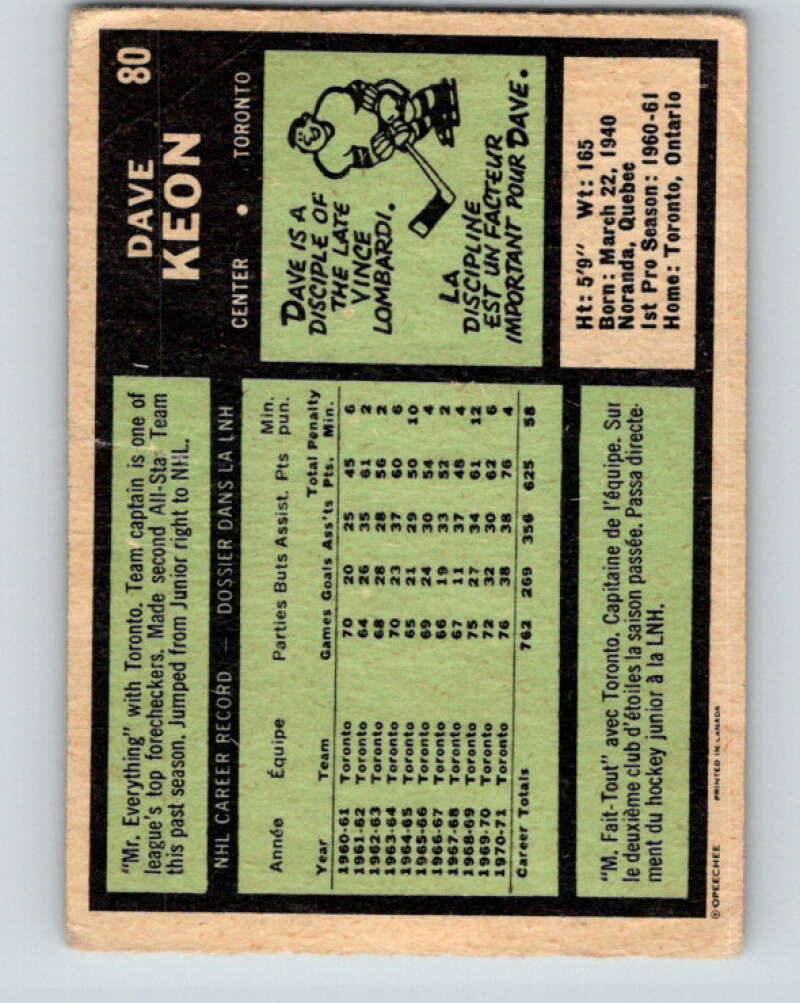 DAVE 80
KEON
CENTER • TORONTO
"Mr. Everything" with Toronto. Team captain is one of
league's top forecheckers. Made second All-Star Team
this past season. Jumped from Junior right to NHL.
DAVE IS A
DISCIPLE OF
THE LATE
VINCE
LOMBARDI.
LA
DISCIPLINE
EST UN FACTEUR
IMPORTANT POUR DAVE.
NHL CAREER RECORD — DOSSIER DANS LA LNH
Année Équipe Parties Buts Assist. Pts Min. pun.
Year Team Games Goals Ass'ts Total Pts. Penalty Min.
1960-61 Toronto 70 20 25 45 6
1961-62 Toronto 64 26 35 61 2
1962-63 Toronto 68 28 28 56 2
1963-64 Toronto 70 23 37 60 6
1964-65 Toronto 65 21 29 50 10
1965-66 Toronto 69 24 30 54 4
1966-67 Toronto 66 19 33 52 2
1967-68 Toronto 67 11 37 48 4
1968-69 Toronto 75 27 34 61 12
1969-70 Toronto 72 32 30 62 6
1970-71 Toronto 76 38 38 76 4
Career Totals 762 269 356 625 58
Ht: 5'9" Wt: 165
Born: March 22, 1940
Noranda, Quebec
1st Pro Season: 1960-61
Home: Toronto, Ontario
"M. Fait-Tout" avec Toronto. Capitaine de l'équipe. Sur
le deuxième club d'étoiles la saison passée. Passa directe-
ment du hockey junior à la LNH.
© OPEECHEE PRINTED IN CANADA